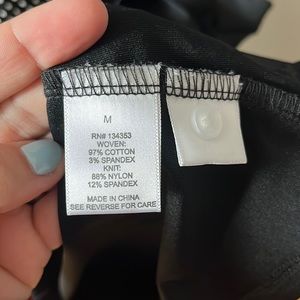 M
RN# 134353
WOVEN:
97% COTTON
3% SPANDEX
KNIT:
88% NYLON
12% SPANDEX
MADE IN CHINA
SEE REVERSE FOR CARE